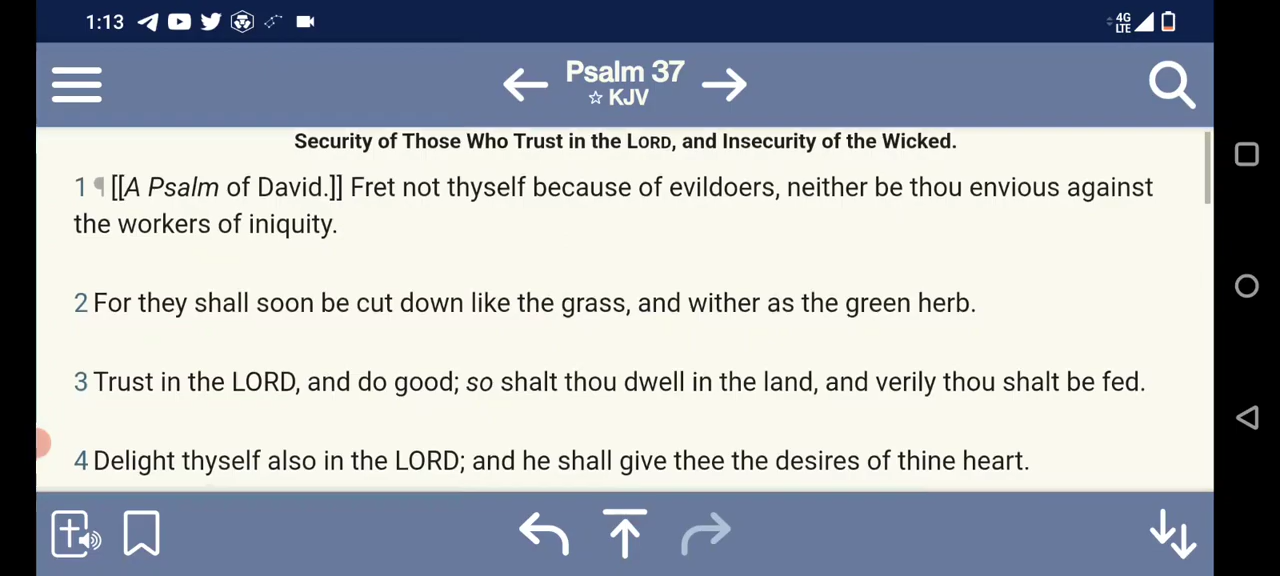 1:13
4G
LTE
Psalm 37
☆ KJV
Security of Those Who Trust in the LORD, and Insecurity of the Wicked.
1 ¶ [[A Psalm of David.]] Fret not thyself because of evildoers, neither be thou envious against
the workers of iniquity.
2 For they shall soon be cut down like the grass, and wither as the green herb.
3 Trust in the LORD, and do good; so shalt thou dwell in the land, and verily thou shalt be fed.
4 Delight thyself also in the LORD; and he shall give thee the desires of thine heart.